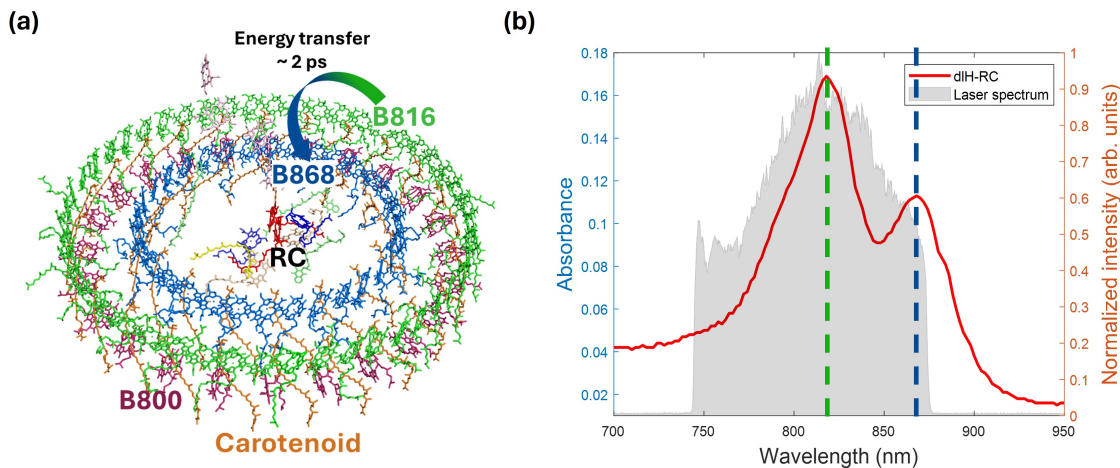 (a)
Energy transfer
~ 2 ps
B816
B868
RC
B800
Carotenoid
(b)
0.18
0.16
0.14
0.12
0.1
0.08
0.06
0.04
0.02
Absorbance
dIH-RC
Laser spectrum
1
0.9
0.8
0.7
0.6
0.5
0.4
0.3
0.2
0.1
0
Normalized intensity (arb. units)
700
750
800
850
900
950
Wavelength (nm)